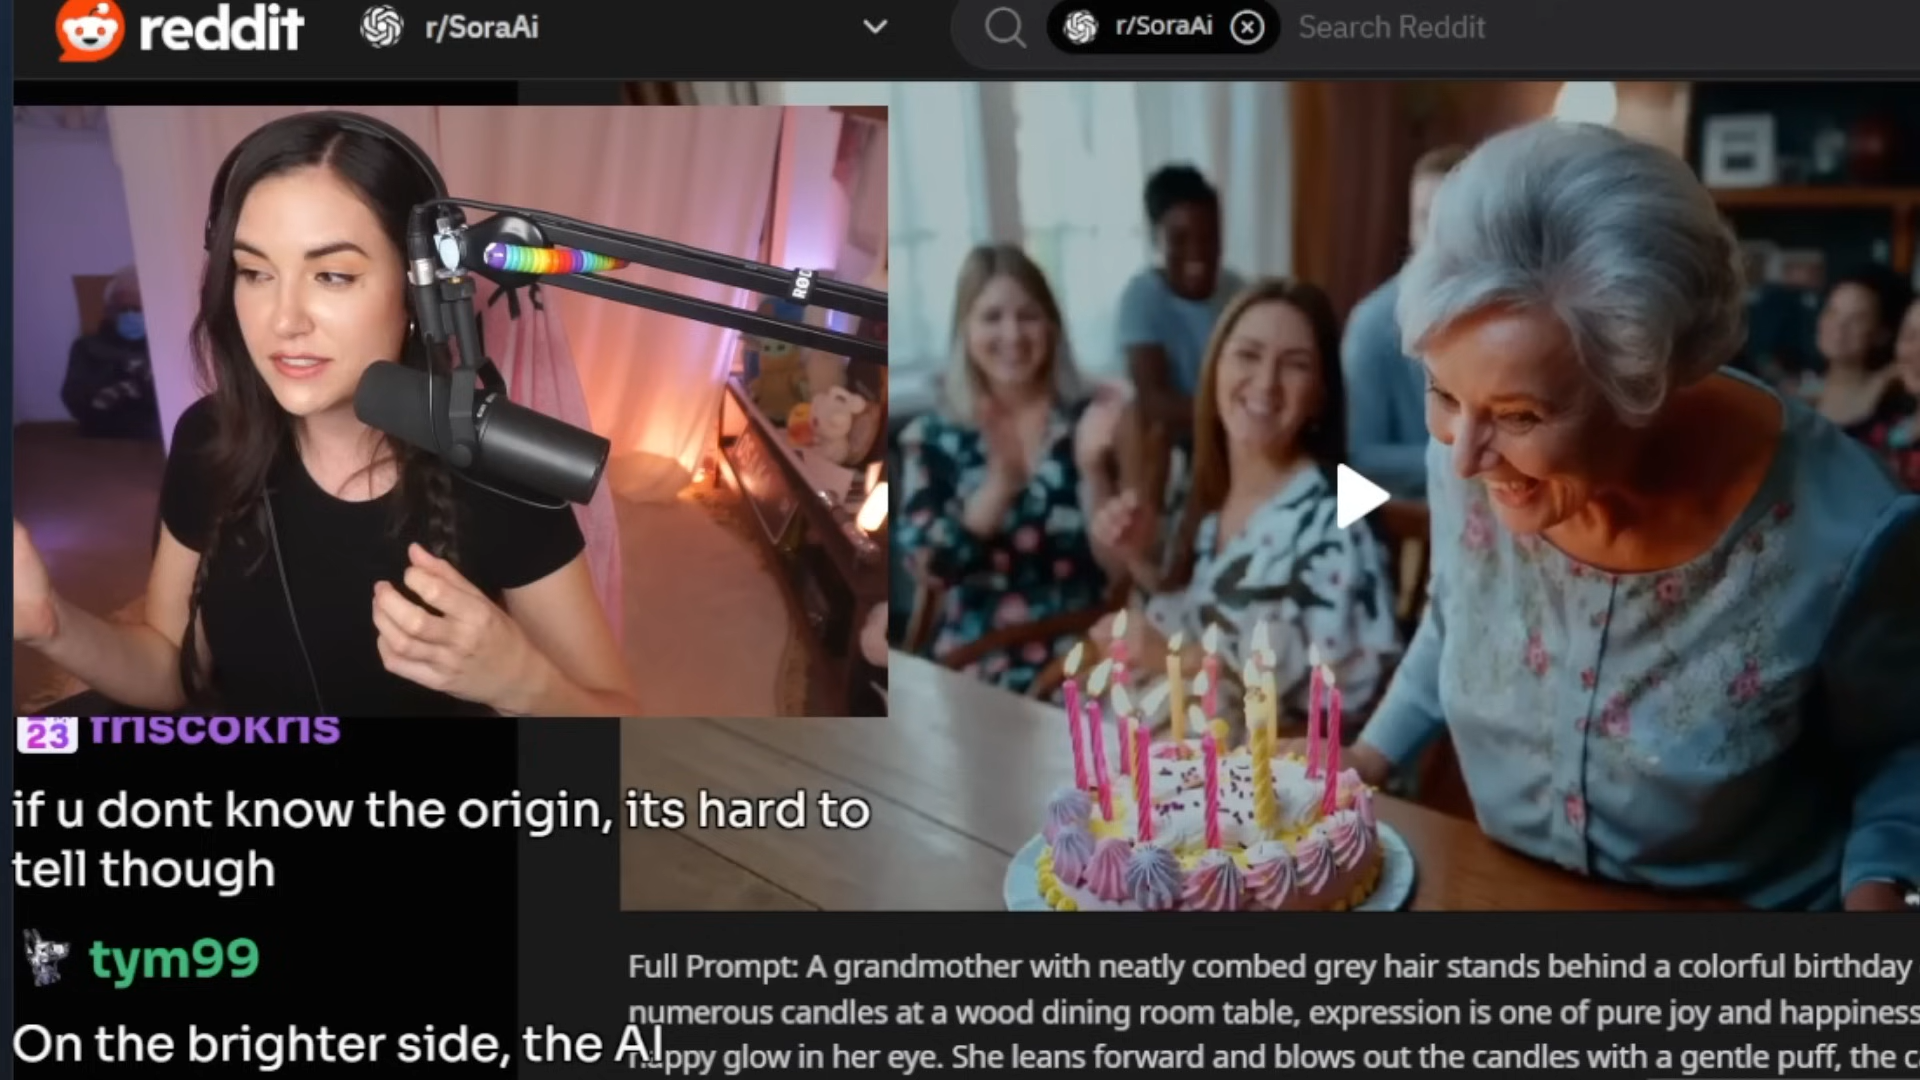 reddit
r/SoraAi
r/SoraAi
Search Reddit
ROD
23 friscokris
if u dont know the origin, its hard to
tell though
tym99
On the brighter side, the AI
Full Prompt: A grandmother with neatly combed grey hair stands behind a colorful birthday
numerous candles at a wood dining room table, expression is one of pure joy and happiness
happy glow in her eye. She leans forward and blows out the candles with a gentle puff, the c